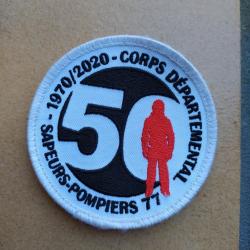 - 1970/2020 - CORPS DÉPARTEMENTAL
50
SAPEURS-POMPIERS 77